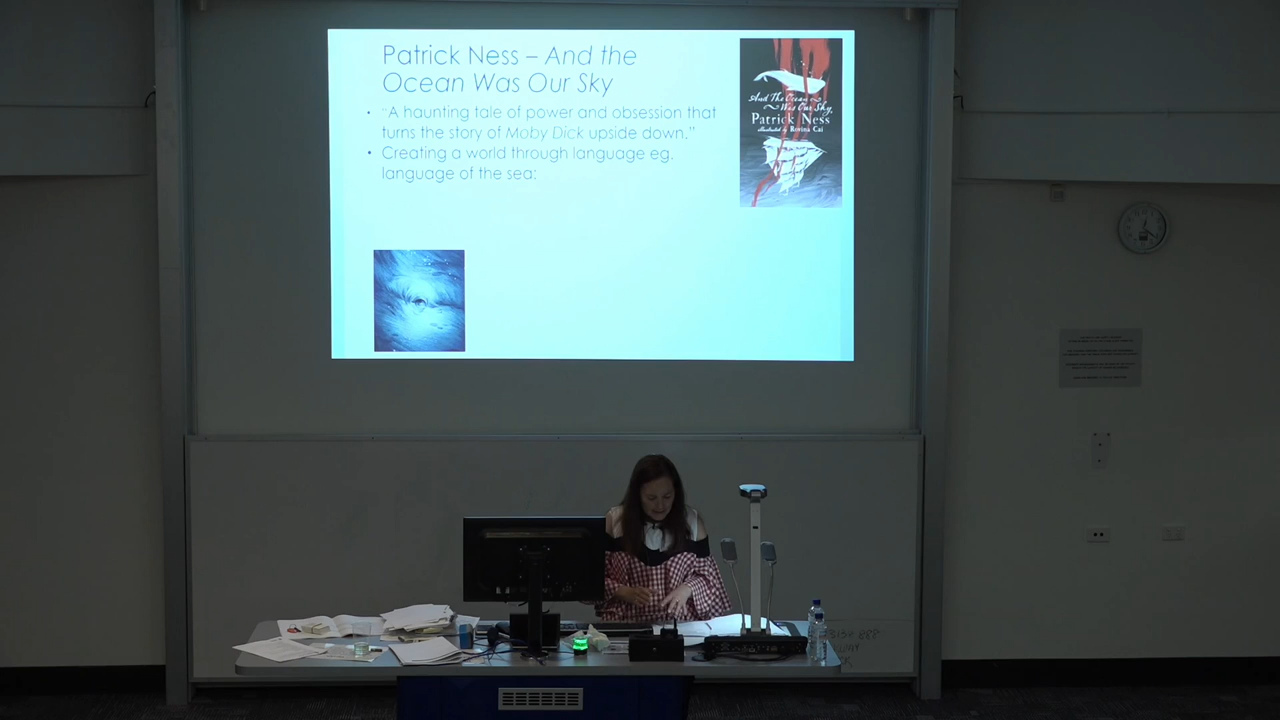 Patrick Ness – And the
Ocean Was Our Sky
• “A haunting tale of power and obsession that
turns the story of Moby Dick upside down.”
• Creating a world through language eg.
language of the sea:
And The Ocean
Was Our Sky
Patrick Ness
illustrated by Rovina Cai